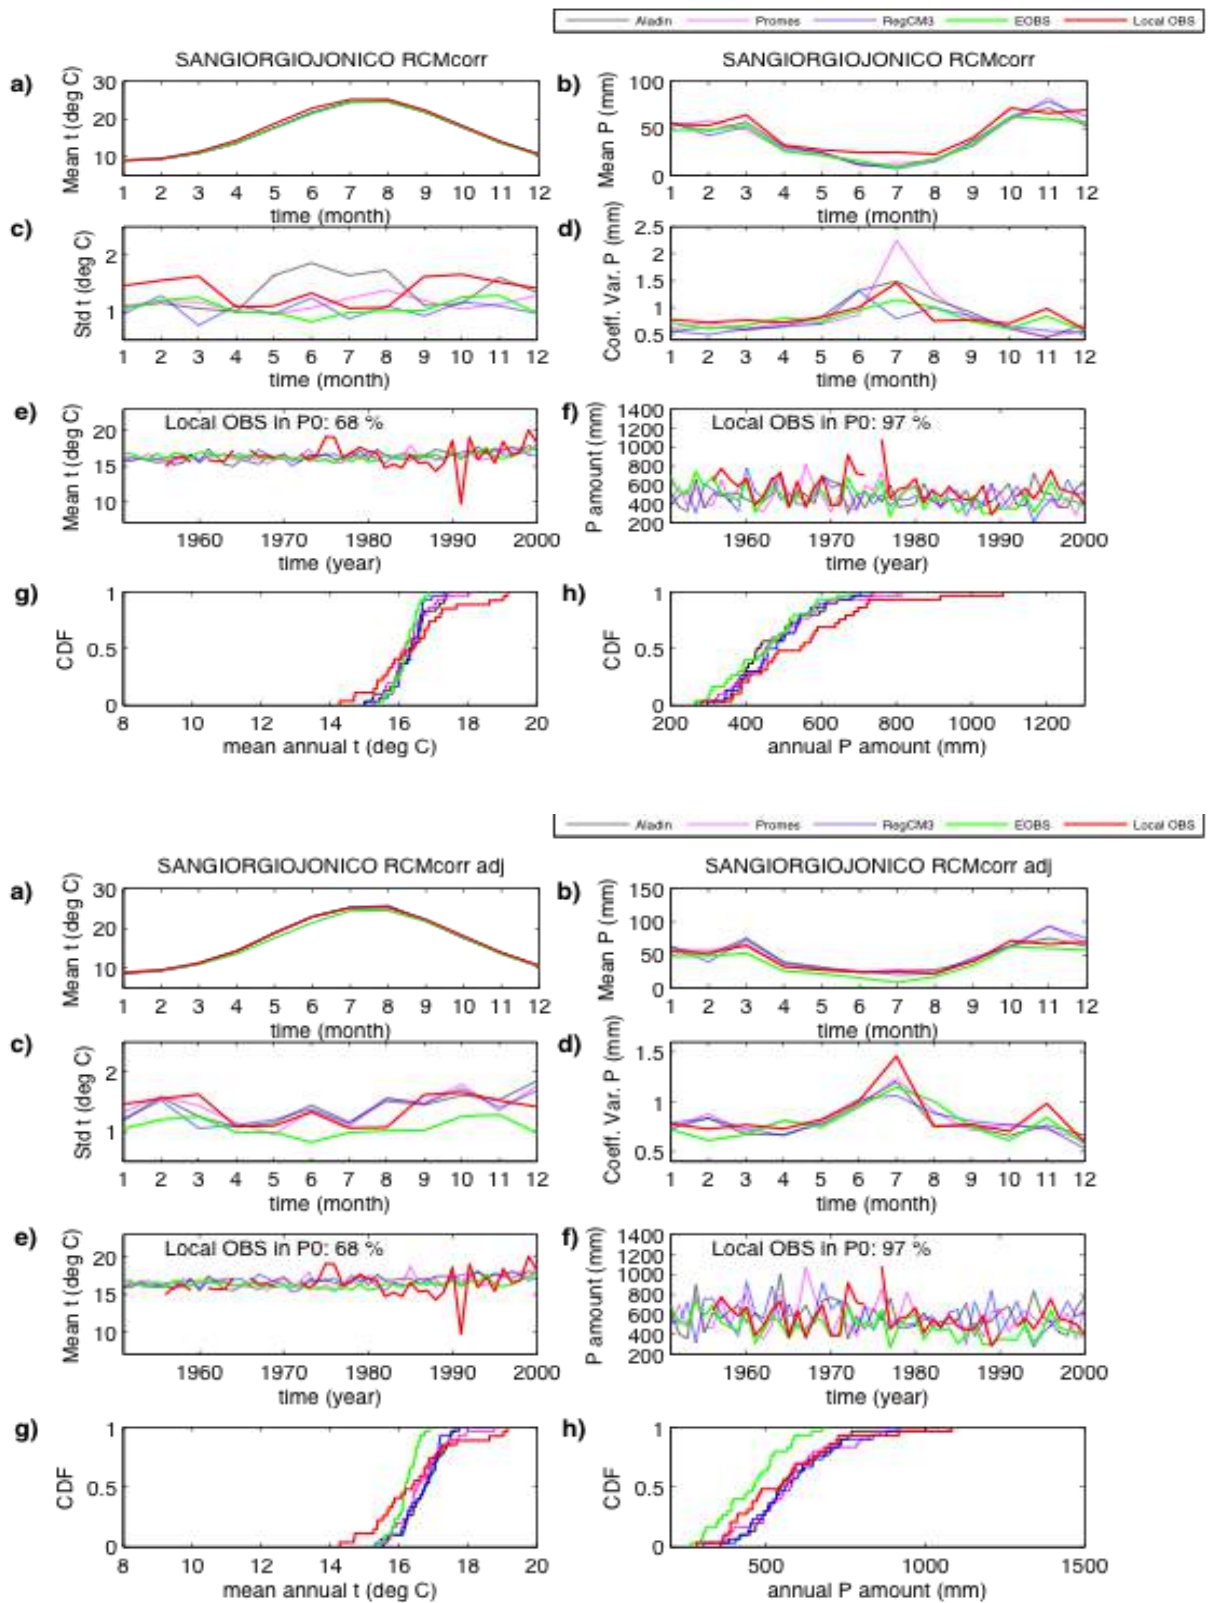 Aladin Promes RegCM3 EOBS Local OBS
SANGIORGIOJONICO RCMcorr
SANGIORGIOJONICO RCMcorr
a)
Mean t (deg C)
30
20
10
1 2 3 4 5 6 7 8 9 10 11 12
time (month)
b)
Mean P (mm)
100
50
0
1 2 3 4 5 6 7 8 9 10 11 12
time (month)
c)
Std t (deg C)
2
1
1 2 3 4 5 6 7 8 9 10 11 12
time (month)
d)
Coeff. Var. P (mm)
2.5
2
1.5
1
0.5
1 2 3 4 5 6 7 8 9 10 11 12
time (month)
e)
Mean t (deg C)
Local OBS in P0: 68 %
20
15
10
1960 1970 1980 1990 2000
time (year)
f)
P amount (mm)
Local OBS in P0: 97 %
1400
1200
1000
800
600
400
200
1960 1970 1980 1990 2000
time (year)
g)
CDF
1
0.5
0
8 10 12 14 16 18 20
mean annual t (deg C)
h)
CDF
1
0.5
0
200 400 600 800 1000 1200
annual P amount (mm)
Aladin Promes RegCM3 EOBS Local OBS
SANGIORGIOJONICO RCMcorr adj
SANGIORGIOJONICO RCMcorr adj
a)
Mean t (deg C)
30
20
10
1 2 3 4 5 6 7 8 9 10 11 12
time (month)
b)
Mean P (mm)
150
100
50
0
1 2 3 4 5 6 7 8 9 10 11 12
time (month)
c)
Std t (deg C)
2
1
1 2 3 4 5 6 7 8 9 10 11 12
time (month)
d)
Coeff. Var. P (mm)
1.5
1
0.5
1 2 3 4 5 6 7 8 9 10 11 12
time (month)
e)
Mean t (deg C)
Local OBS in P0: 68 %
20
15
10
1960 1970 1980 1990 2000
time (year)
f)
P amount (mm)
Local OBS in P0: 97 %
1400
1200
1000
800
600
400
200
1960 1970 1980 1990 2000
time (year)
g)
CDF
1
0.5
0
8 10 12 14 16 18 20
mean annual t (deg C)
h)
CDF
1
0.5
0
500 1000 1500
annual P amount (mm)